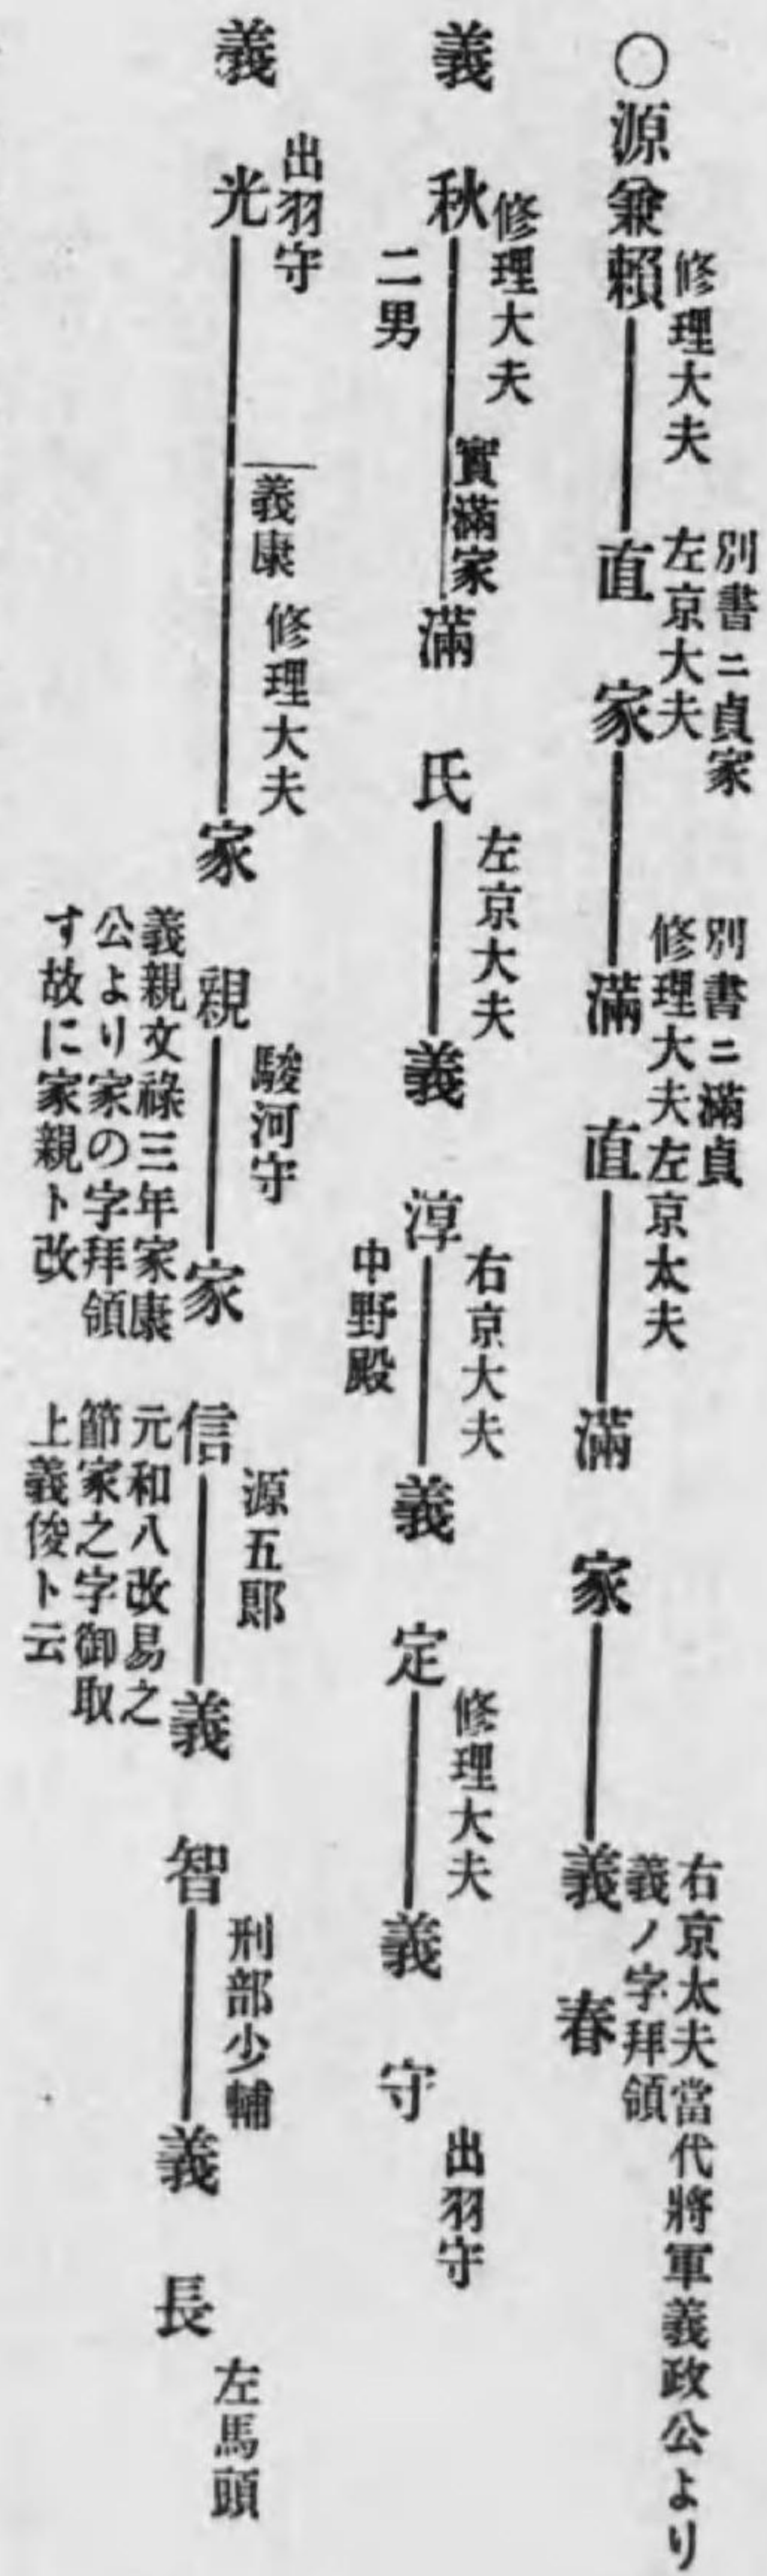 ○源兼賴
修理大夫
直家
別書ニ貞家
左京大夫
滿直
別書ニ滿貞
修理大夫左京太夫
滿家
義春
右京太夫當代將軍義政公より
義ノ字拜領
義秋
修理大夫
二男
實滿家
滿氏
左京大夫
義淳
右京大夫
中野殿
義定
修理大夫
義守
出羽守
義光
出羽守
義康
修理大夫
家親
駿河守
義親文祿三年家康
公より家の字拜領
す故に家親ト改
家信
源五郞
元和八改易之
節家之字御取
上義俊ト云
義智
刑部少輔
義長
左馬頭